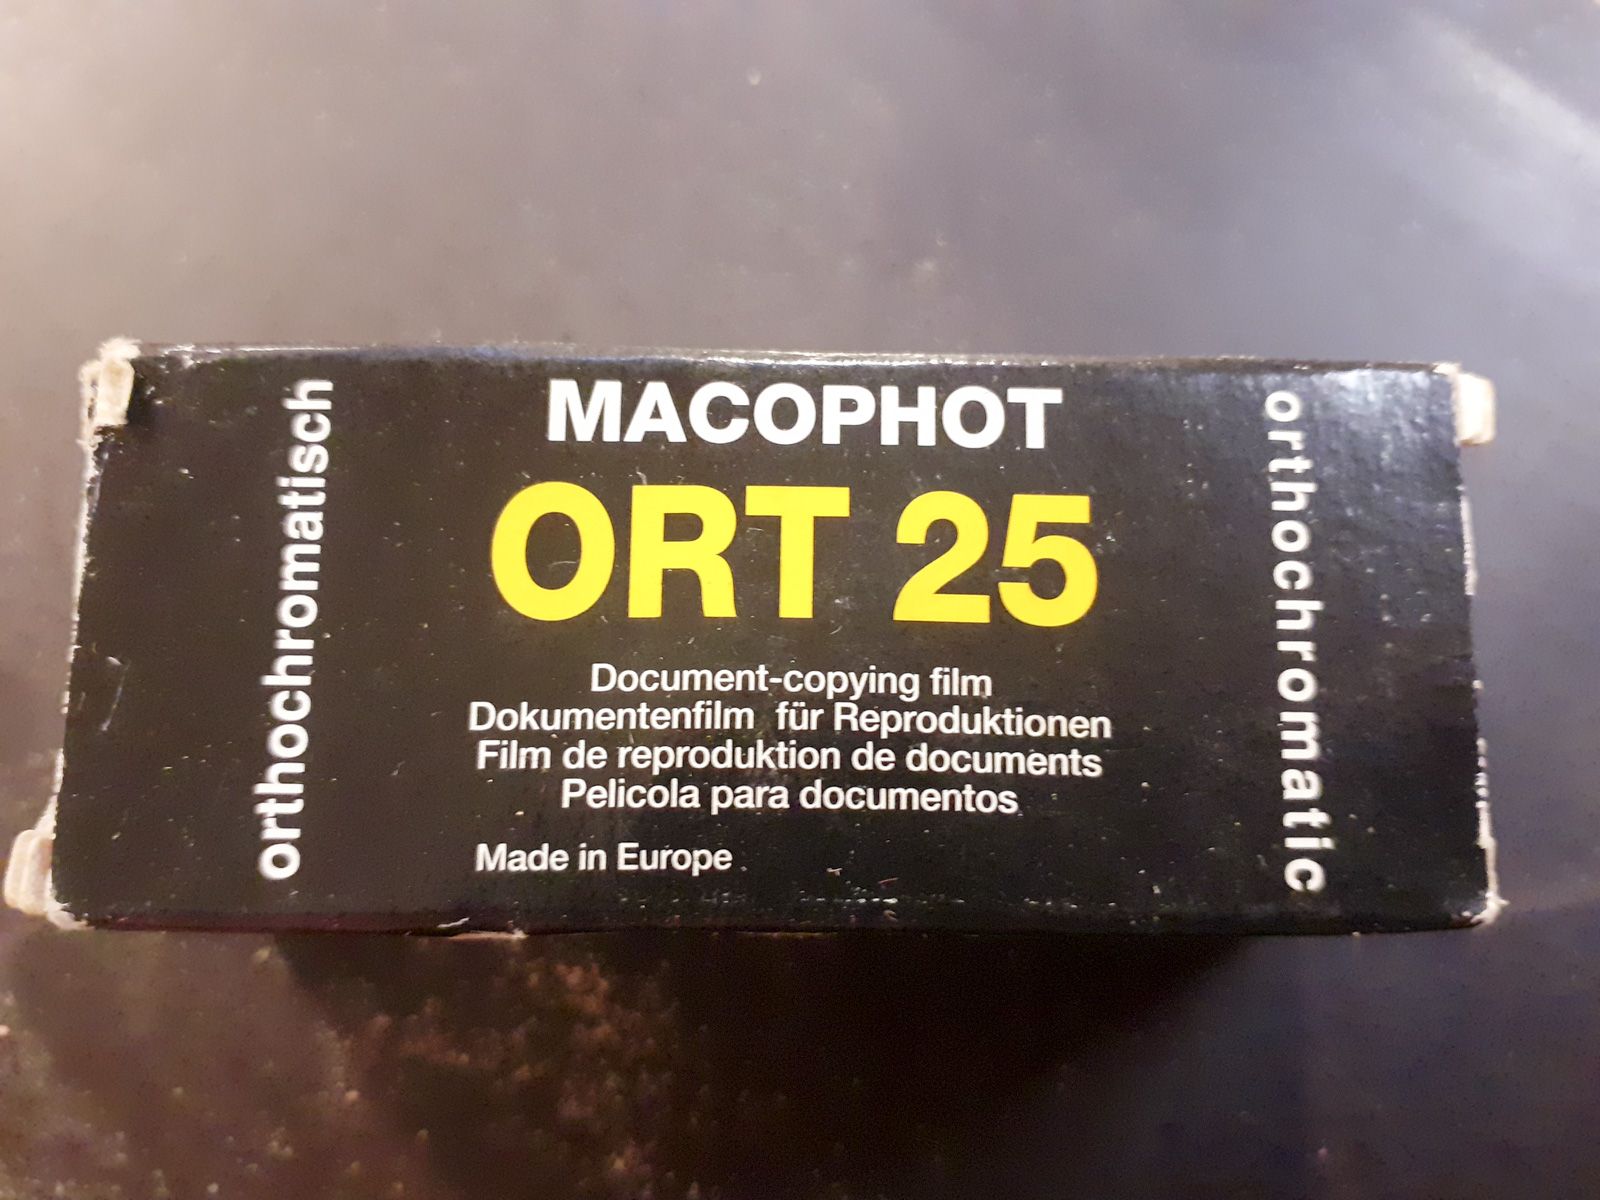 orthochromatisch
MACOPHOT
ORT 25
Document-copying film
Dokumentenfilm für Reproduktionen
Film de reproduktion de documents
Pelicola para documentos
Made in Europe
orthochromatic